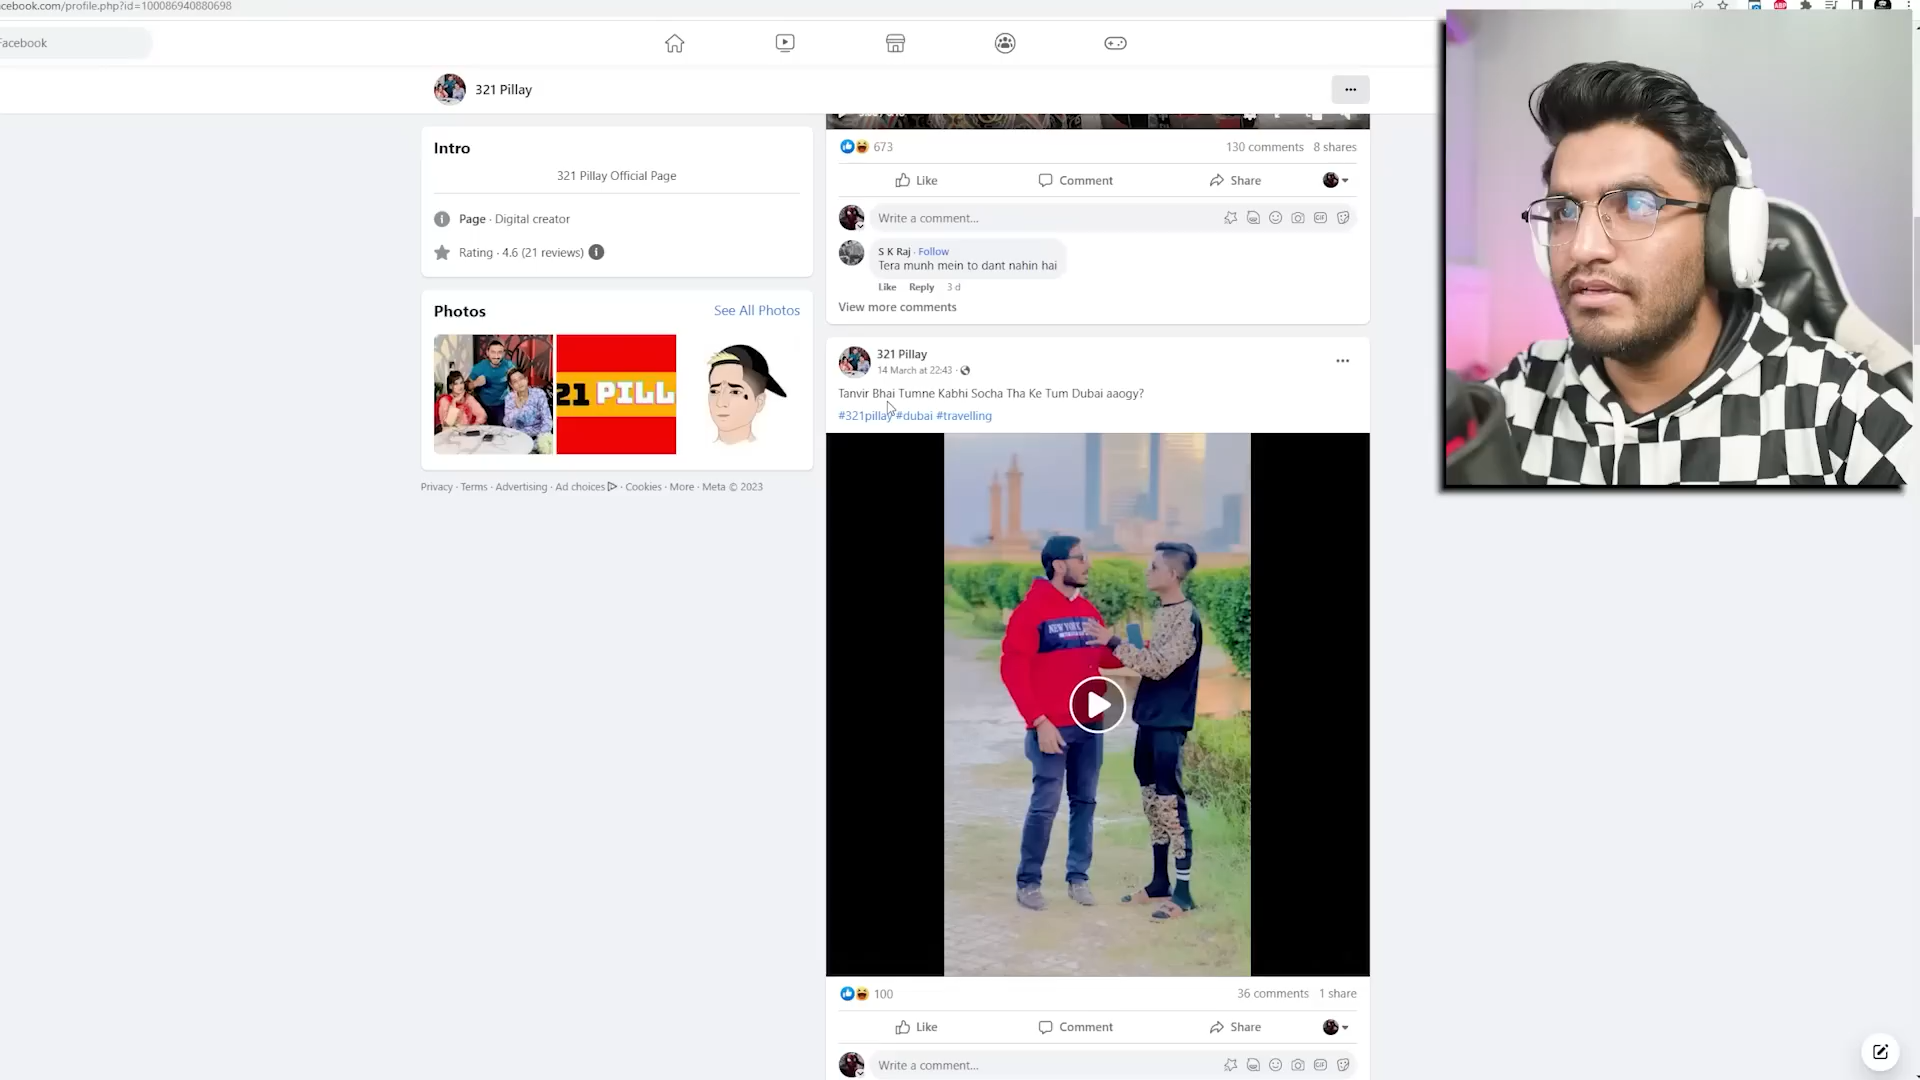 acebook.com/profile.php?id=100086940880698
Facebook
321 Pillay
Intro
321 Pillay Official Page
Page · Digital creator
Rating · 4.6 (21 reviews)
Photos
See All Photos
21 PILL
Privacy · Terms · Advertising · Ad choices · Cookies · More · Meta © 2023
673
130 comments 8 shares
Like
Comment
Share
Write a comment...
GIF
S K Raj · Follow
Tera munh mein to dant nahin hai
Like Reply 3 d
View more comments
321 Pillay
14 March at 22:43 ·
Tanvir Bhai Tumne Kabhi Socha Tha Ke Tum Dubai aaogy?
#321pillay #dubai #travelling
NEW YORK
100
36 comments 1 share
Like
Comment
Share
Write a comment...
GIF